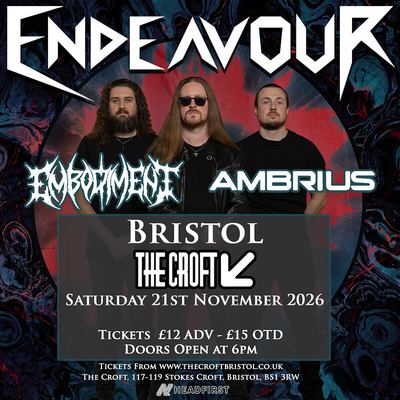 ENDEAVOUR
EMBODIMENT
AMBRIUS
BRISTOL
THE CROFT
SATURDAY 21ST NOVEMBER 2026
TICKETS £12 ADV - £15 OTD
DOORS OPEN AT 6PM
TICKETS FROM WWW.THECROFTBRISTOL.CO.UK
THE CROFT, 117-119 STOKES CROFT, BRISTOL, BS1 3RW
HEADFIRST